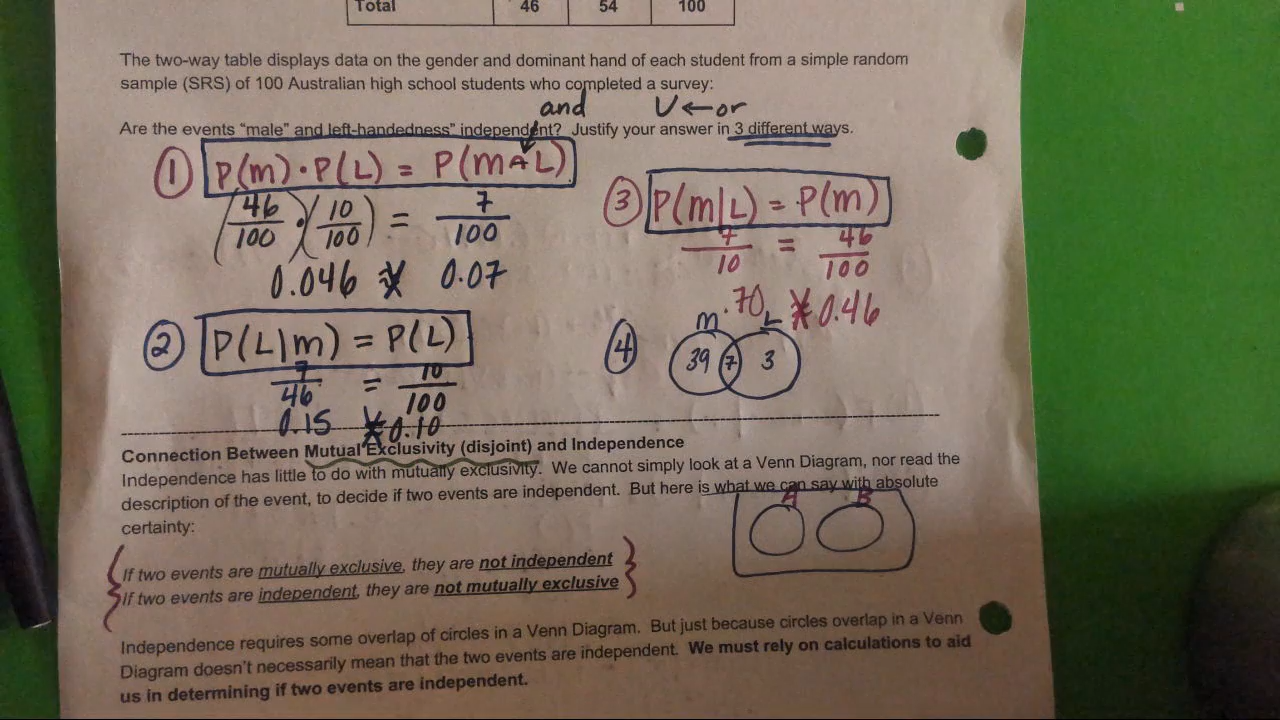 Total 46 54 100
The two-way table displays data on the gender and dominant hand of each student from a simple random
sample (SRS) of 100 Australian high school students who completed a survey:
and U ← or
Are the events "male" and left-handedness" independent? Justify your answer in 3 different ways.
① P(m) · P(L) = P(m ∩ L)
(46/100) · (10/100) = 7/100
0.046 ≠ 0.07
③ P(m|L) = P(m)
7/10 = 46/100
.70 ≠ 0.46
② P(L|m) = P(L)
7/46 = 10/100
0.15 ≠ 0.10
④ m L
39 7 3
Connection Between Mutual Exclusivity (disjoint) and Independence
Independence has little to do with mutually exclusivity. We cannot simply look at a Venn Diagram, nor read the
description of the event, to decide if two events are independent. But here is what we can say with absolute
certainty:
A B
If two events are mutually exclusive, they are not independent
If two events are independent, they are not mutually exclusive
Independence requires some overlap of circles in a Venn Diagram. But just because circles overlap in a Venn
Diagram doesn't necessarily mean that the two events are independent. We must rely on calculations to aid
us in determining if two events are independent.